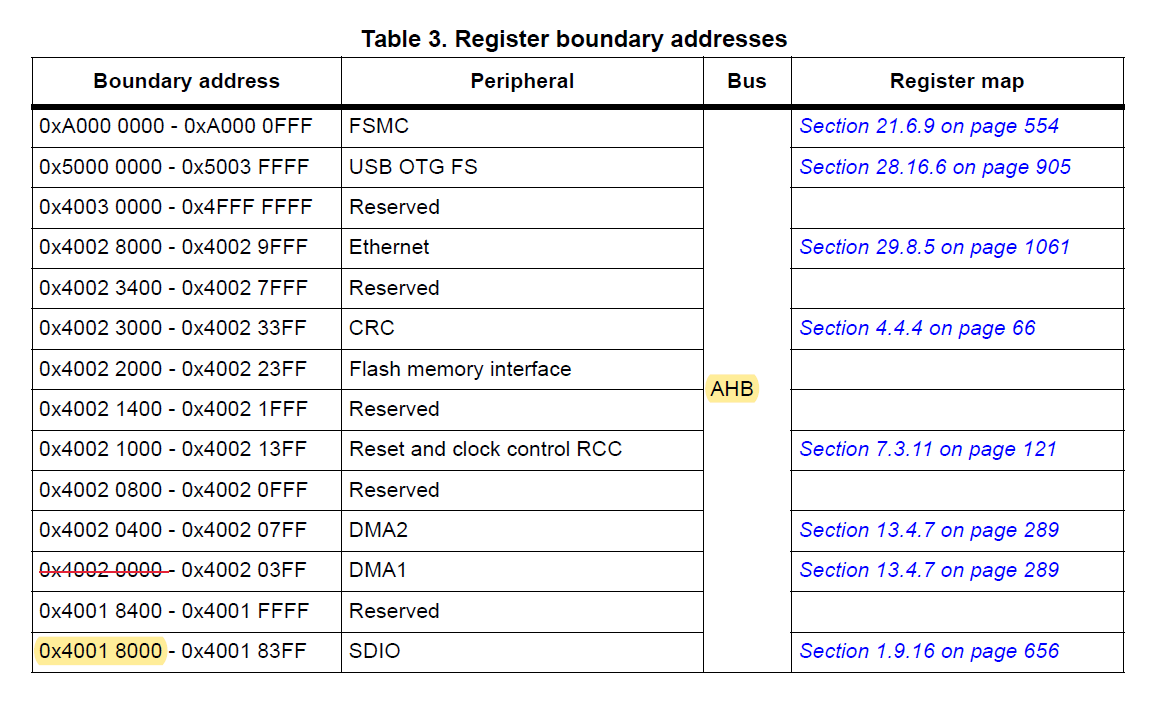 Table 3. Register boundary addresses
Boundary address Peripheral Bus Register map
0xA000 0000 - 0xA000 0FFF FSMC Section 21.6.9 on page 554
0x5000 0000 - 0x5003 FFFF USB OTG FS Section 28.16.6 on page 905
0x4003 0000 - 0x4FFF FFFF Reserved
0x4002 8000 - 0x4002 9FFF Ethernet Section 29.8.5 on page 1061
0x4002 3400 - 0x4002 7FFF Reserved
0x4002 3000 - 0x4002 33FF CRC Section 4.4.4 on page 66
0x4002 2000 - 0x4002 23FF Flash memory interface
AHB
0x4002 1400 - 0x4002 1FFF Reserved
0x4002 1000 - 0x4002 13FF Reset and clock control RCC Section 7.3.11 on page 121
0x4002 0800 - 0x4002 0FFF Reserved
0x4002 0400 - 0x4002 07FF DMA2 Section 13.4.7 on page 289
0x4002 0000 - 0x4002 03FF DMA1 Section 13.4.7 on page 289
0x4001 8400 - 0x4001 FFFF Reserved
0x4001 8000 - 0x4001 83FF SDIO Section 1.9.16 on page 656